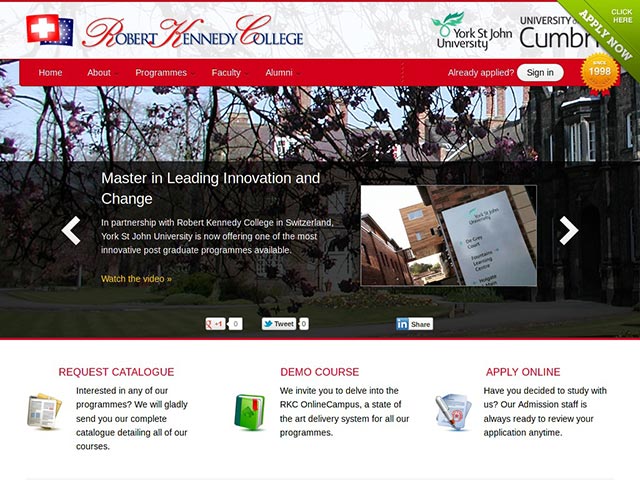 ROBERT KENNEDY COLLEGE
York St John
University
UNIVERSITY
Cumbri
CLICK
HERE
APPLY NOW
Home About Programmes Faculty Alumni Already applied? Sign in
SINCE
1998
Master in Leading Innovation and
Change
In partnership with Robert Kennedy College in Switzerland,
York St John University is now offering one of the most
innovative post graduate programmes available.
Watch the video »
York St John
University
De Grey
Court
Fountains
Learning
Centre
Holgate
Main
+1 0 Tweet 0 in Share
REQUEST CATALOGUE
Interested in any of our
programmes? We will gladly
send you our complete
catalogue detailing all of our
courses.
DEMO COURSE
We invite you to delve into the
RKC OnlineCampus, a state of
the art delivery system for all our
programmes.
APPLY ONLINE
Have you decided to study with
us? Our Admission staff is
always ready to review your
application anytime.